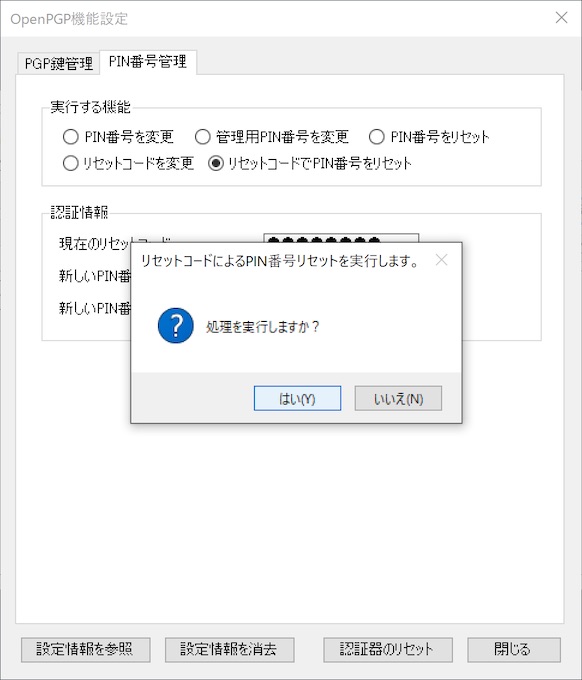 OpenPGP機能設定
PGP鍵管理 PIN番号管理
実行する機能
PIN番号を変更 管理用PIN番号を変更 PIN番号をリセット
リセットコードを変更 リセットコードでPIN番号をリセット
認証情報
現在のリセットコード
新しいPIN番
新しいPIN番
リセットコードによるPIN番号リセットを実行します。
処理を実行しますか?
はい(Y) いいえ(N)
設定情報を参照 設定情報を消去 認証器のリセット 閉じる